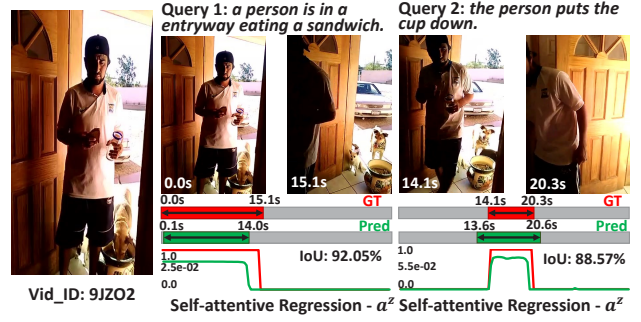 Query 1: a person is in a
entryway eating a sandwich.
Query 2: the person puts the
cup down.
0.0s
15.1s
14.1s
20.3s
0.0s
15.1s
GT
14.1s
20.3s
GT
0.1s
14.0s
Pred
13.6s
20.6s
Pred
1.0
2.5e-02
0.0
IoU: 92.05%
1.0
5.5e-02
0.0
IoU: 88.57%
Vid_ID: 9JZO2
Self-attentive Regression - a^z
Self-attentive Regression - a^z